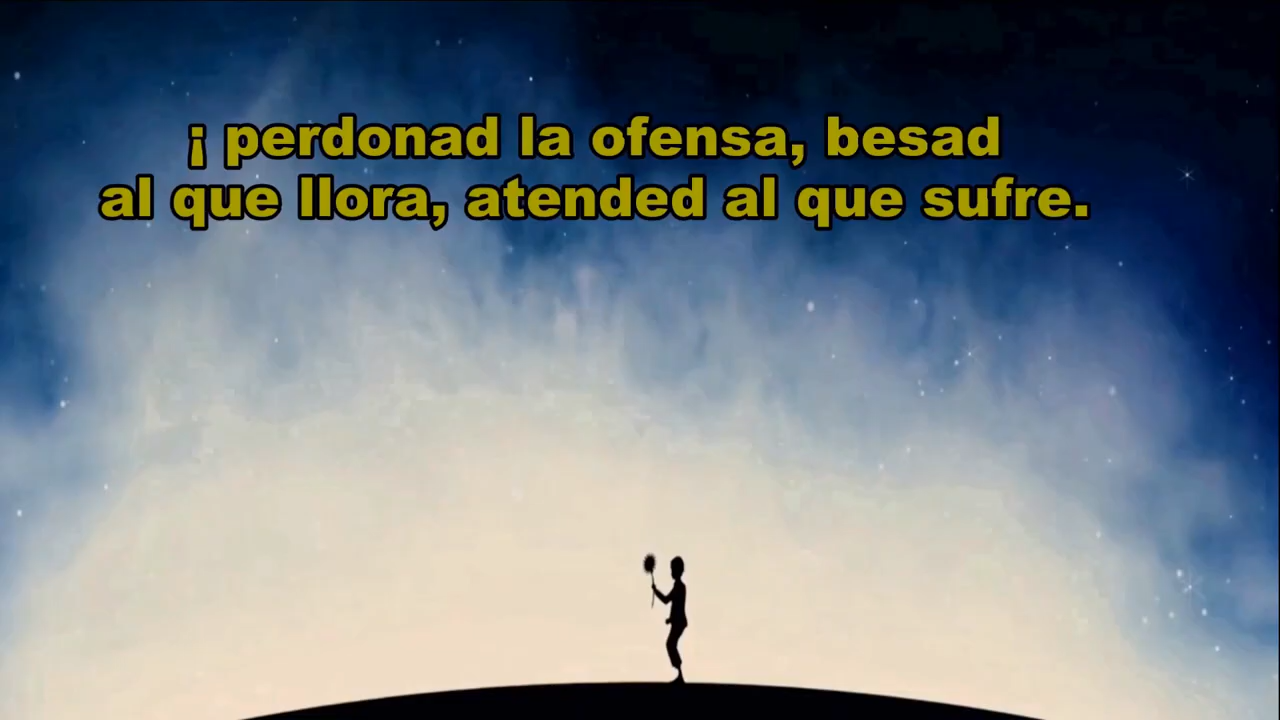 ¡ perdonad la ofensa, besad
al que llora, atended al que sufre.